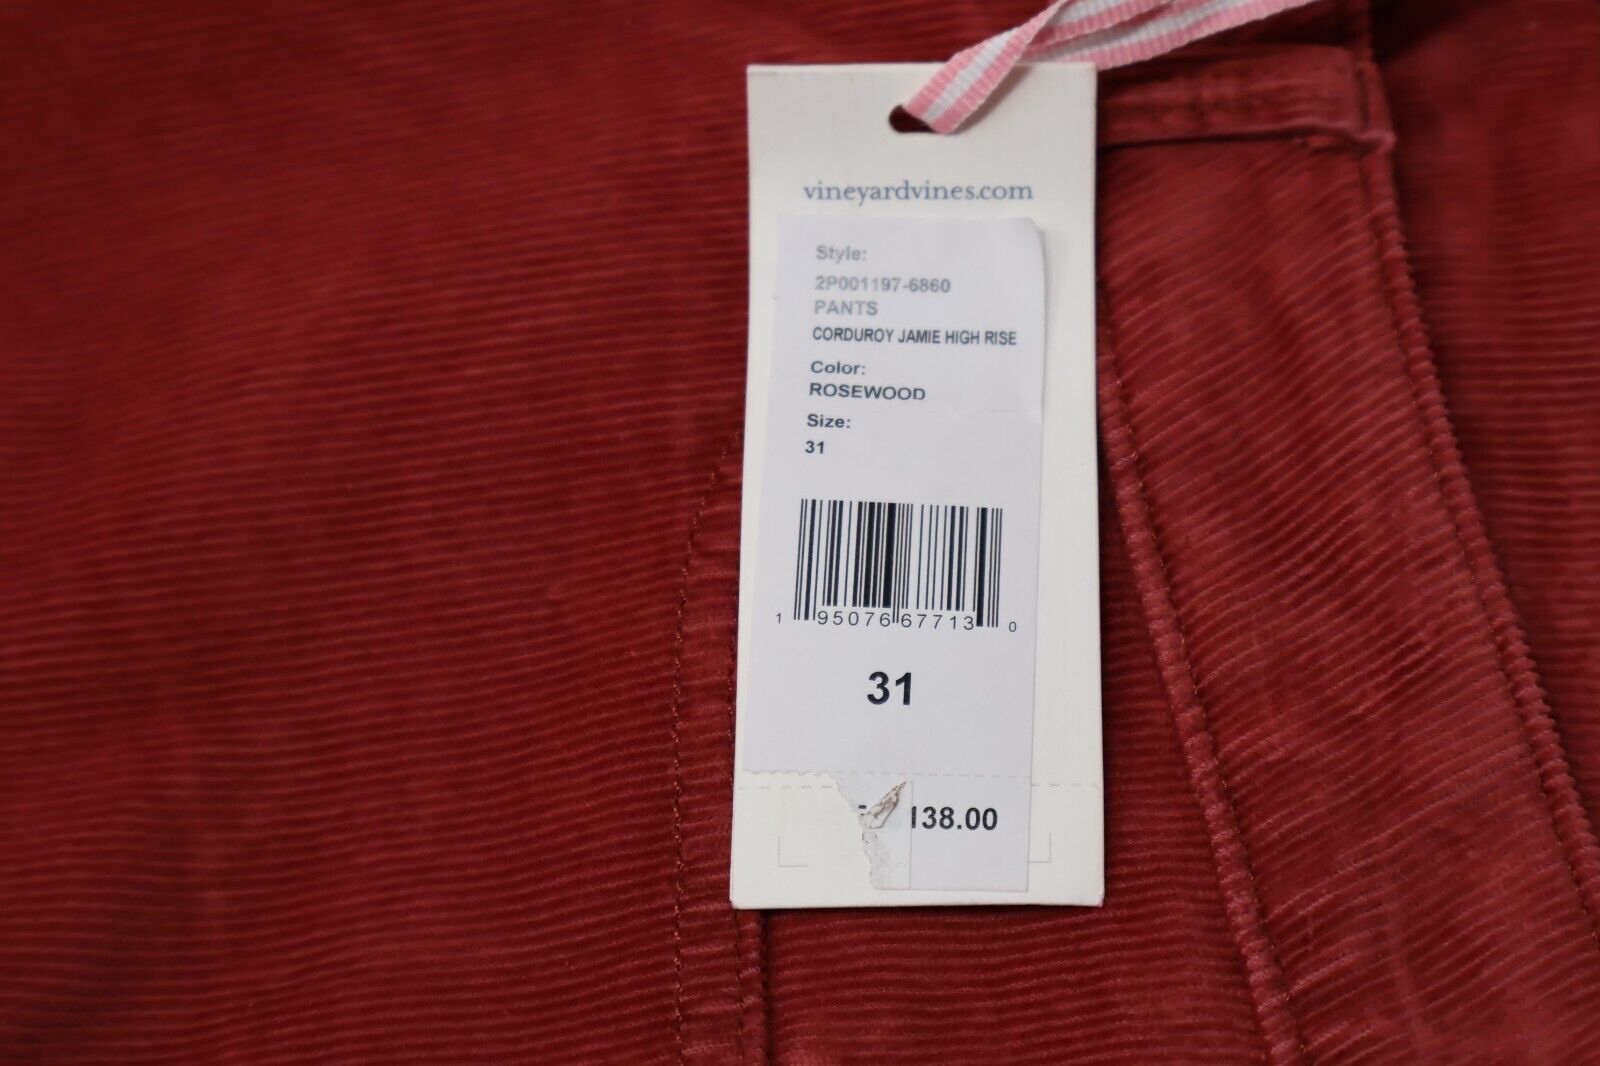 vineyardvines.com
Style:
2P001197-6860
PANTS
CORDUROY JAMIE HIGH RISE
Color:
ROSEWOOD
Size:
31
1 95076 67713 0
31
138.00